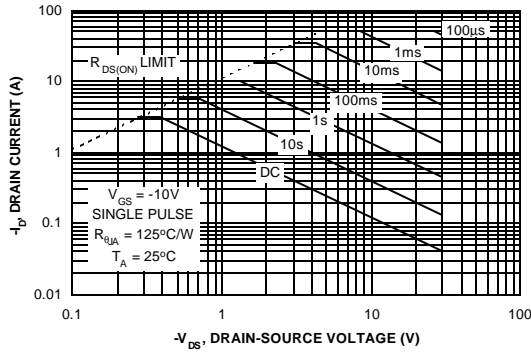 100
10
1
0.1
0.01
-I_D, DRAIN CURRENT (A)
R_DS(ON) LIMIT
100μs
1ms
10ms
100ms
1s
10s
DC
V_GS = -10V
SINGLE PULSE
R_θJA = 125°C/W
T_A = 25°C
0.1
1
10
100
-V_DS, DRAIN-SOURCE VOLTAGE (V)